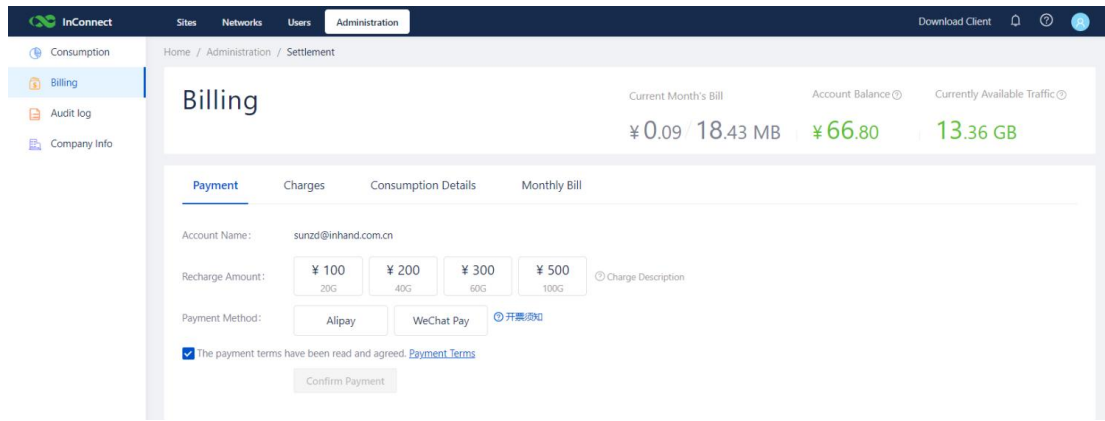 InConnect
Sites Networks Users Administration
Download Client
Consumption
Billing
Audit log
Company Info
Home / Administration / Settlement
Billing
Current Month's Bill
¥ 0.09 / 18.43 MB
Account Balance
¥ 66.80
Currently Available Traffic
13.36 GB
Payment Charges Consumption Details Monthly Bill
Account Name: sunzd@inhand.com.cn
Recharge Amount: ¥ 100 ¥ 200 ¥ 300 ¥ 500 Charge Description
20G 40G 60G 100G
Payment Method: Alipay WeChat Pay 开票须知
The payment terms have been read and agreed. Payment Terms
Confirm Payment